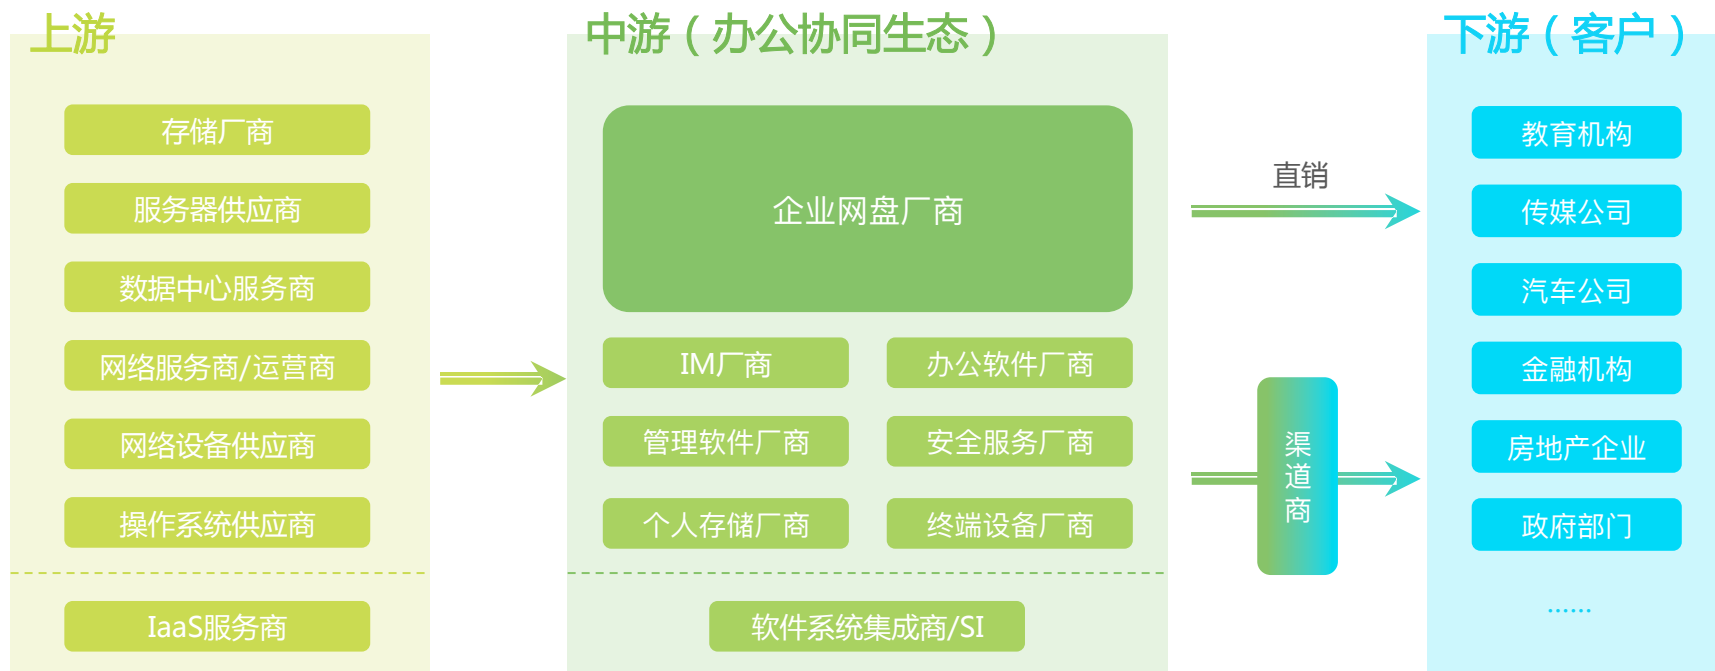 上游
存储厂商
服务器供应商
数据中心服务商
网络服务商/运营商
网络设备供应商
操作系统供应商
IaaS服务商
中游（办公协同生态）
企业网盘厂商
IM厂商
办公软件厂商
管理软件厂商
安全服务厂商
个人存储厂商
终端设备厂商
软件系统集成商/SI
直销
渠道商
下游（客户）
教育机构
传媒公司
汽车公司
金融机构
房地产企业
政府部门
……